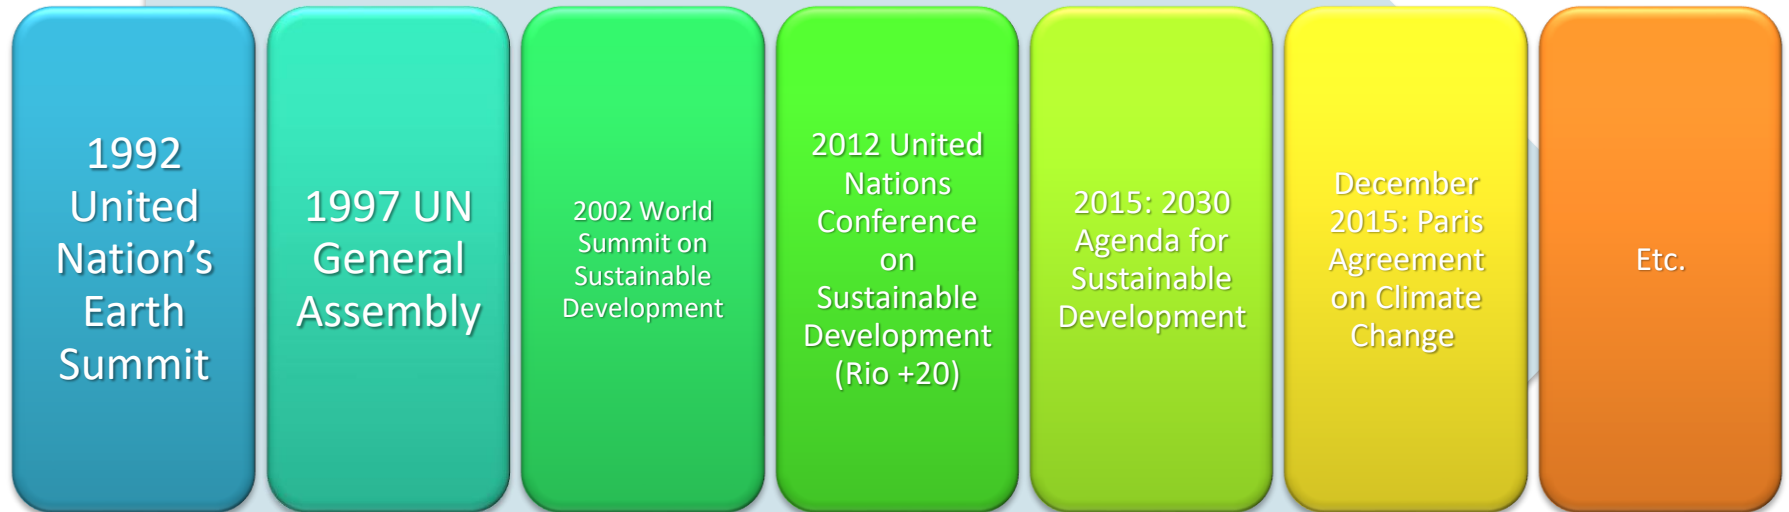 1992
United
Nation’s
Earth
Summit
1997 UN
General
Assembly
2002 World
Summit on
Sustainable
Development
2012 United
Nations
Conference
on
Sustainable
Development
(Rio +20)
2015: 2030
Agenda for
Sustainable
Development
December
2015: Paris
Agreement
on Climate
Change
Etc.